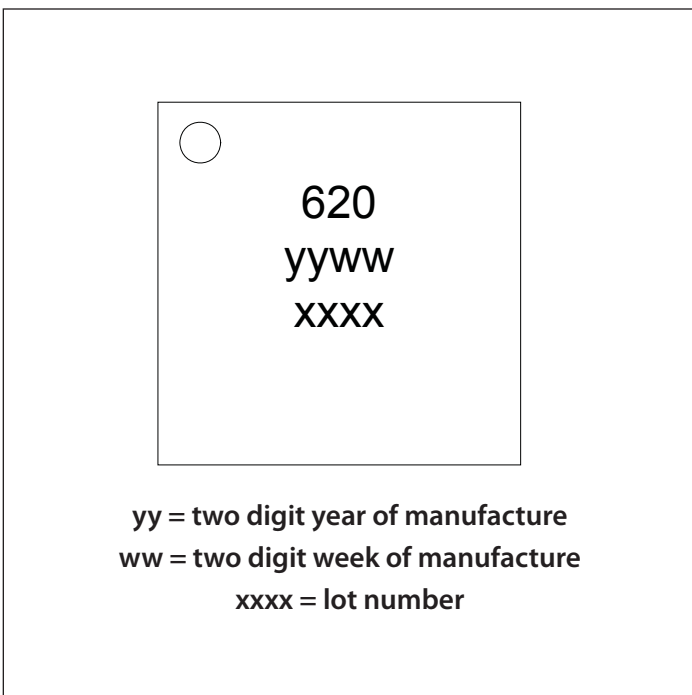 620
yyww
xxxx
yy = two digit year of manufacture
ww = two digit week of manufacture
xxxx = lot number